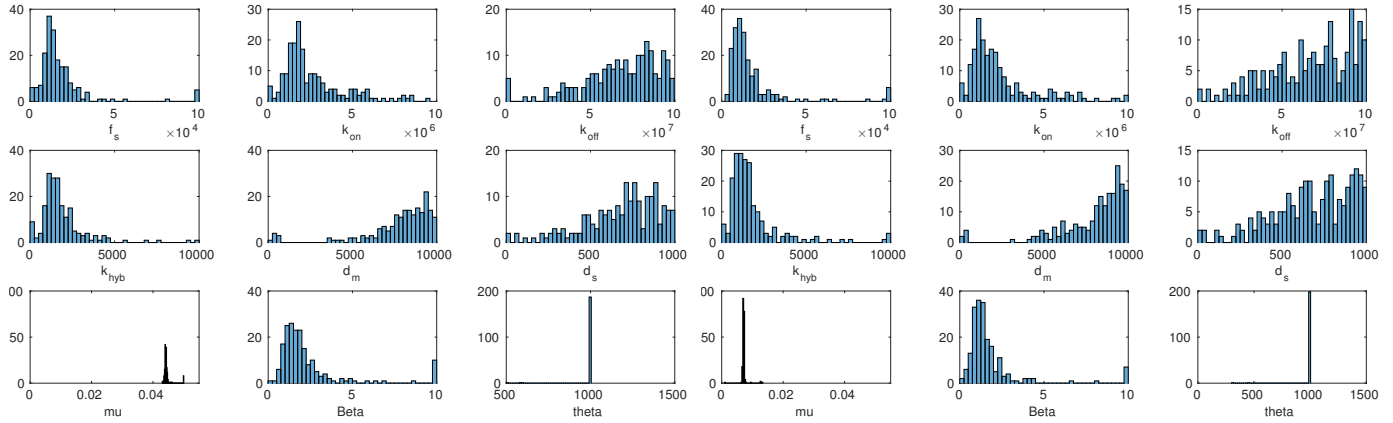 40 30 20 40 30 15
20 20 10 20 20 10
10 10 5
0 0 0 0 0 0
0 5 10 0 5 10 0 5 10 0 5 10 0 5 10 0 5 10
f_s ×10^4 k_on ×10^6 k_off ×10^7 f_s ×10^4 k_on ×10^6 k_off ×10^7
40 40 20 30 30 15
20 20 10 20 20 10
10 10 5
0 0 0 0 0 0
0 5000 10000 0 5000 10000 0 500 1000 0 5000 10000 0 5000 10000 0 500 1000
k_hyb d_m d_s k_hyb d_m d_s
00 40 200 00 40 200
50 20 100 50 20 100
0 0 0 0 0 0
0 0.02 0.04 0 5 10 500 1000 1500 0 0.02 0.04 0 5 10 0 500 1000 1500
mu Beta theta mu Beta theta